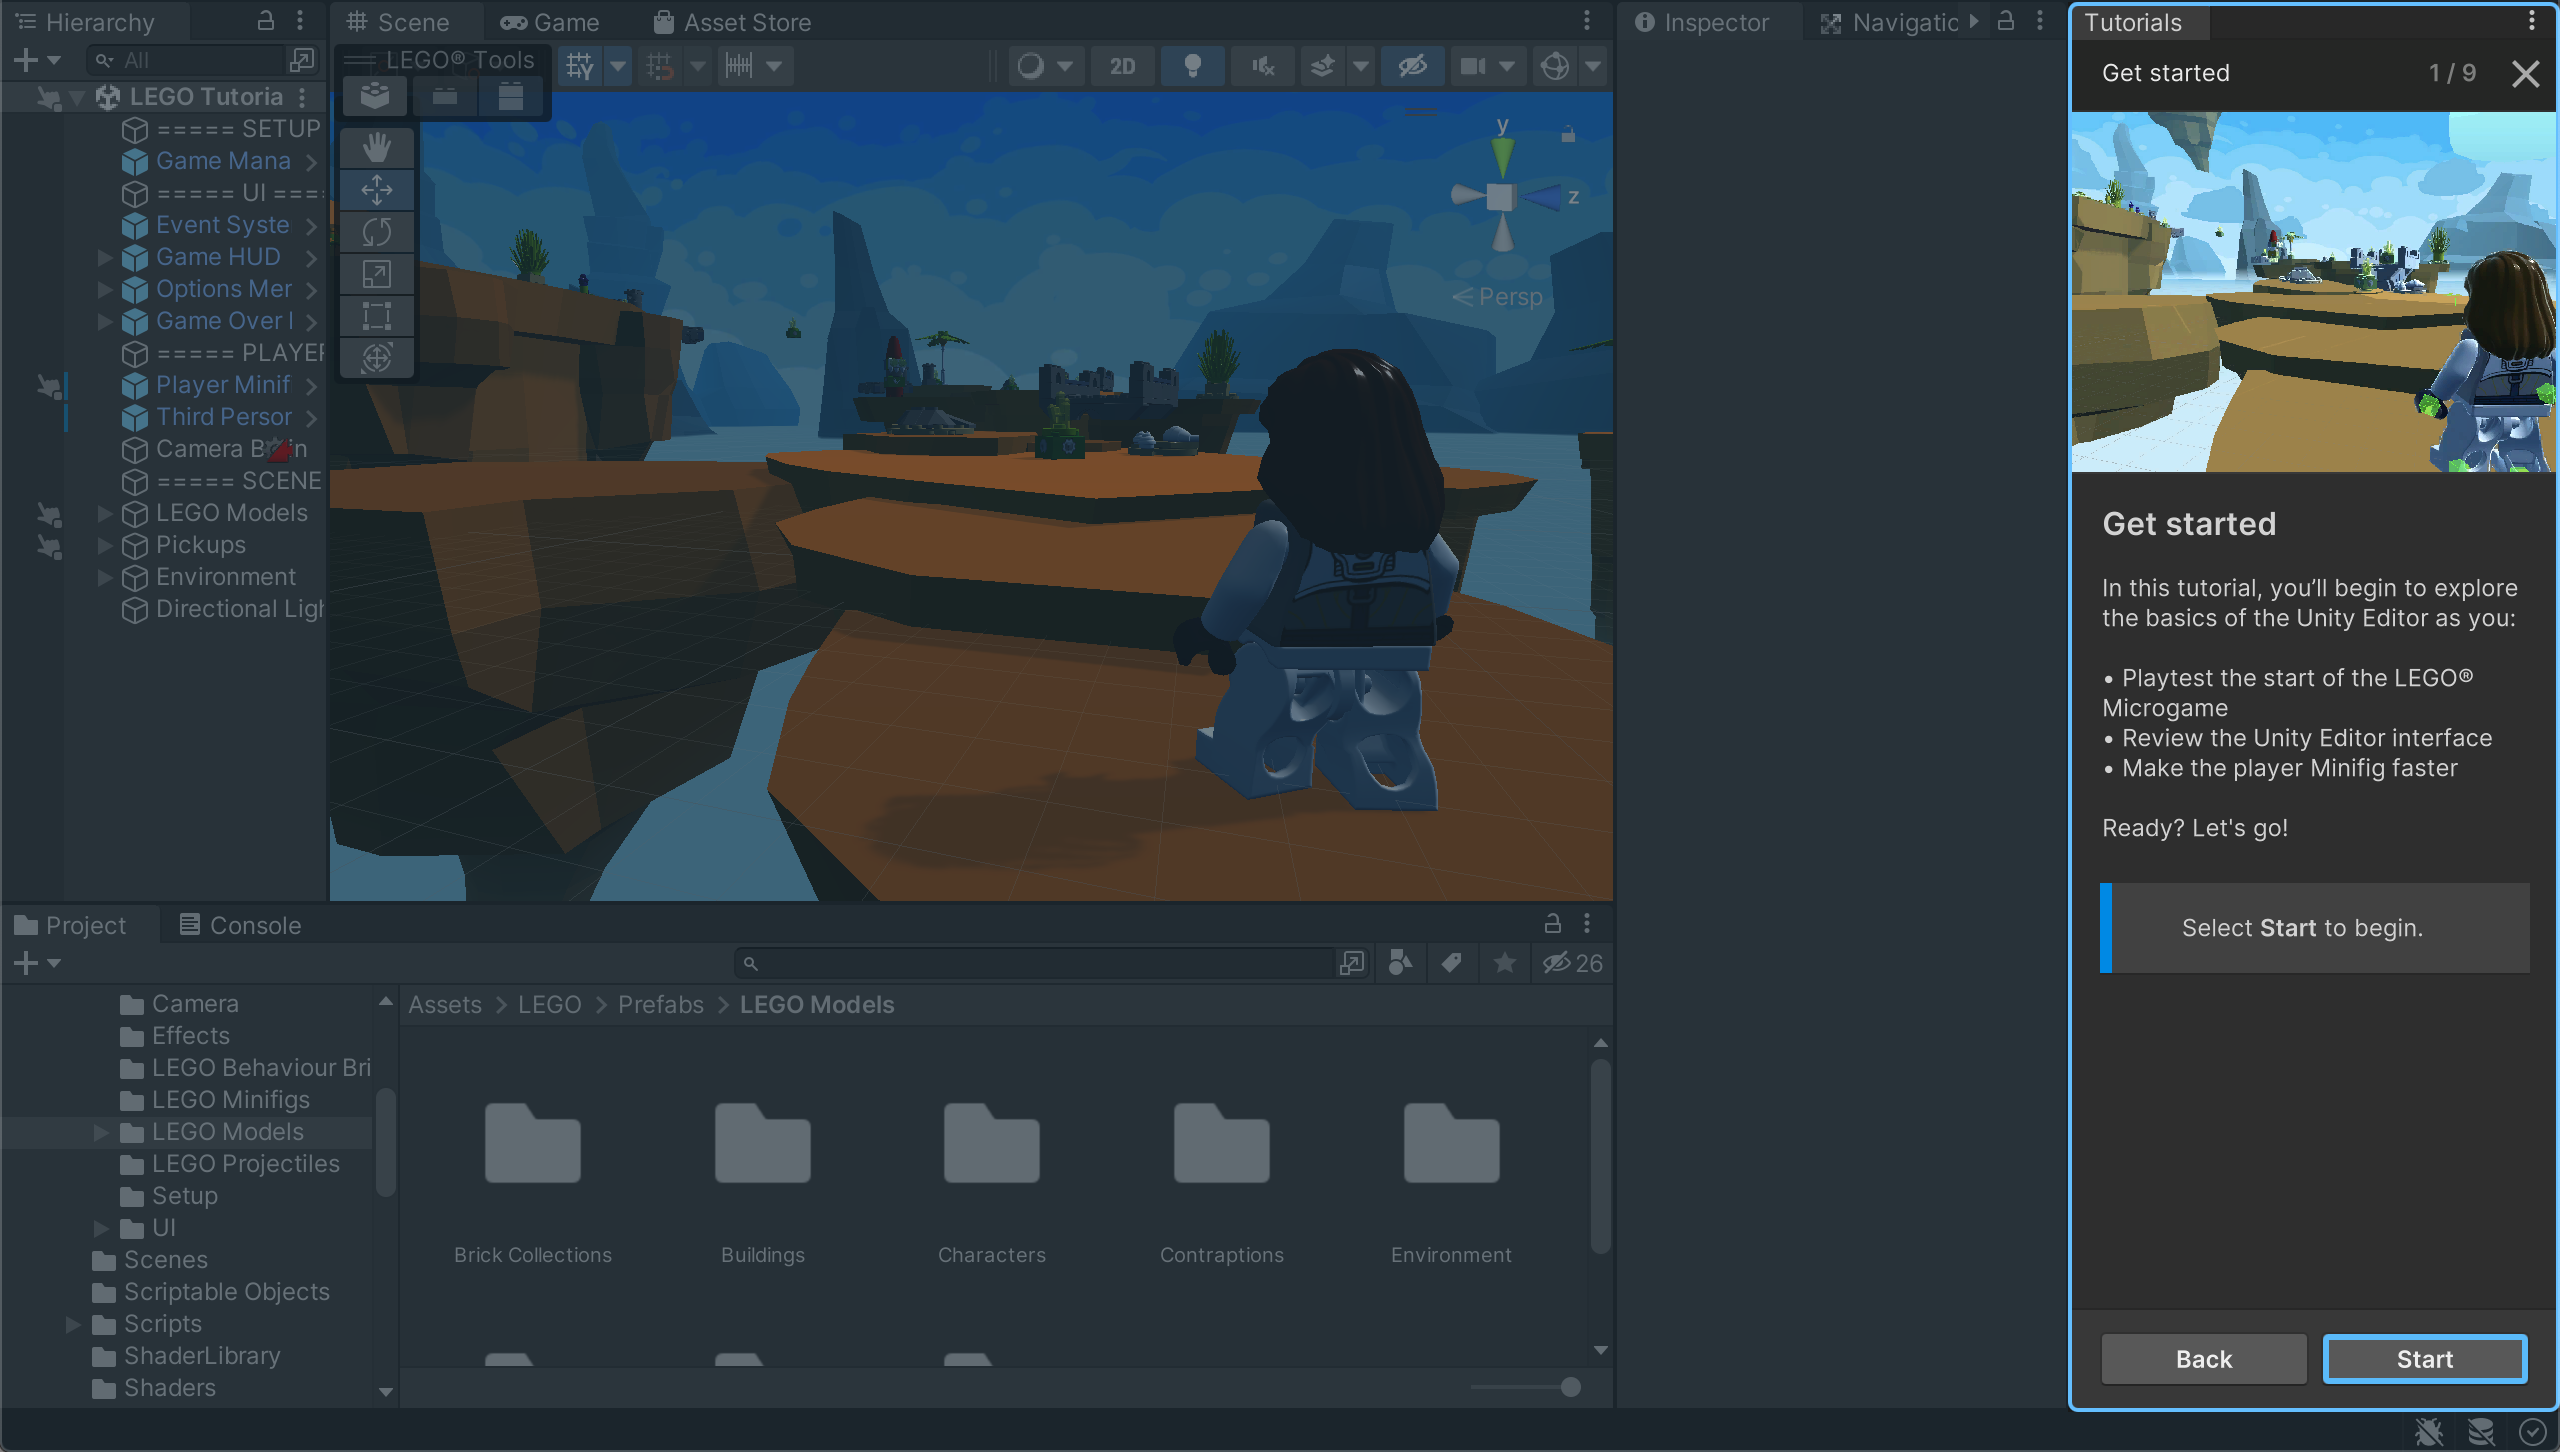 Hierarchy
All
LEGO Tutoria
===== SETUP
Game Mana
===== UI ====
Event Syste
Game HUD
Options Mer
Game Over
===== PLAYER
Player Minif
Third Persor
Camera B in
===== SCENE
LEGO Models
Pickups
Environment
Directional Ligh
Scene
Game
Asset Store
LEGO® Tools
2D
y
z
Persp
Inspector
Navigatic
Project
Console
26
Camera
Effects
LEGO Behaviour Bri
LEGO Minifigs
LEGO Models
LEGO Projectiles
Setup
UI
Scenes
Scriptable Objects
Scripts
ShaderLibrary
Shaders
Assets > LEGO > Prefabs > LEGO Models
Brick Collections
Buildings
Characters
Contraptions
Environment
Tutorials
Get started
1 / 9
Get started
In this tutorial, you’ll begin to explore
the basics of the Unity Editor as you:
• Playtest the start of the LEGO®
Microgame
• Review the Unity Editor interface
• Make the player Minifig faster
Ready? Let's go!
Select Start to begin.
Back
Start